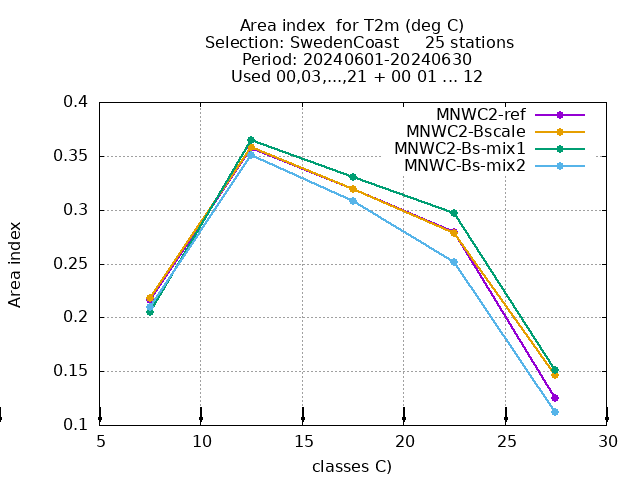 Area index  for T2m (deg C)
Selection: SwedenCoast     25 stations
Period: 20240601-20240630
Used 00,03,...,21 + 00 01 ... 12
0.4
0.35
0.3
0.25
0.2
0.15
0.1
Area index
MNWC2-ref
MNWC2-Bscale
MNWC2-Bs-mix1
MNWC-Bs-mix2
5 10 15 20 25 30
classes C)